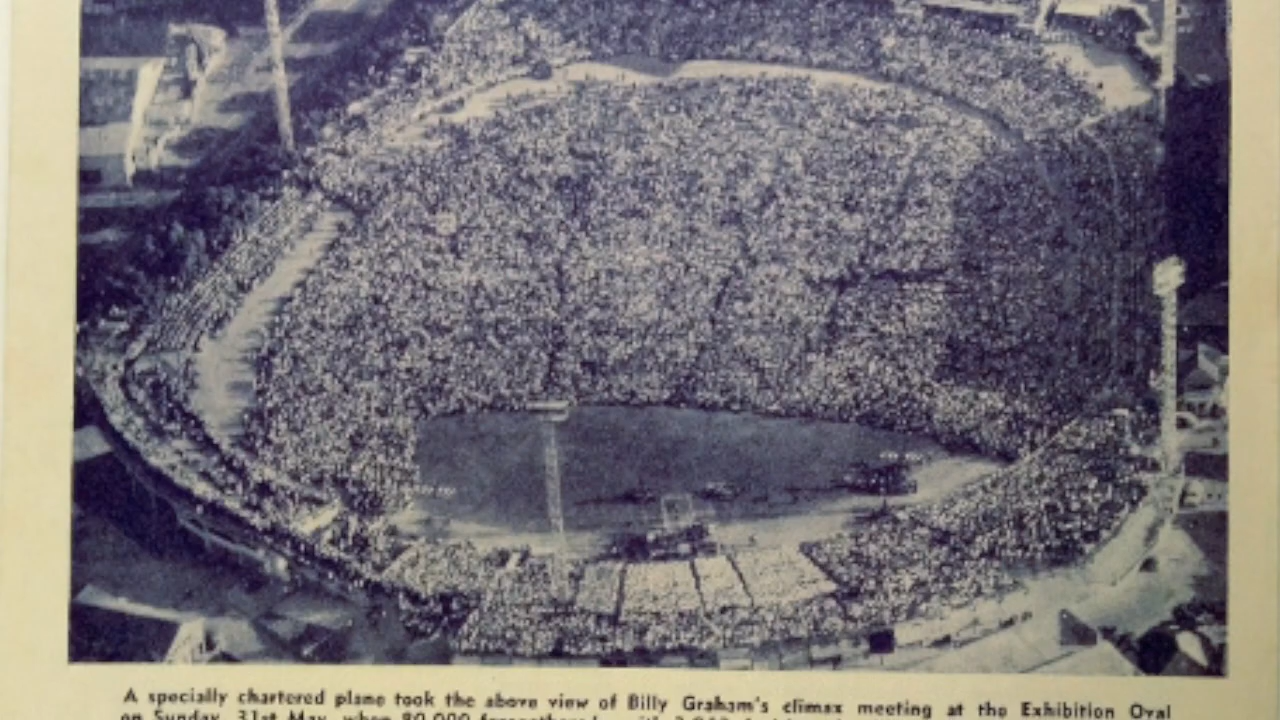 A specially chartered plane took the above view of Billy Graham's climax meeting at the Exhibition Oval
on Sunday, 31st May, when 80,000